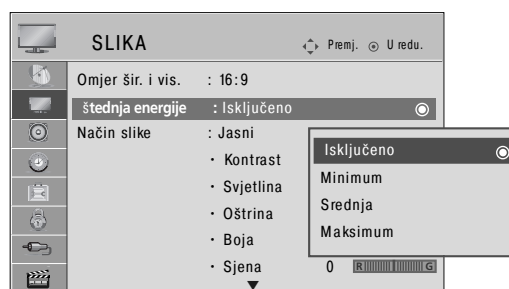 SLIKA
Premj. U redu.
Omjer šir. i vis. : 16:9
štednja energije : Isključeno
Način slike : Jasni
• Kontrast
• Svjetlina
• Oštrina
• Boja
• Sjena 0 R G
Isključeno
Minimum
Srednja
Maksimum